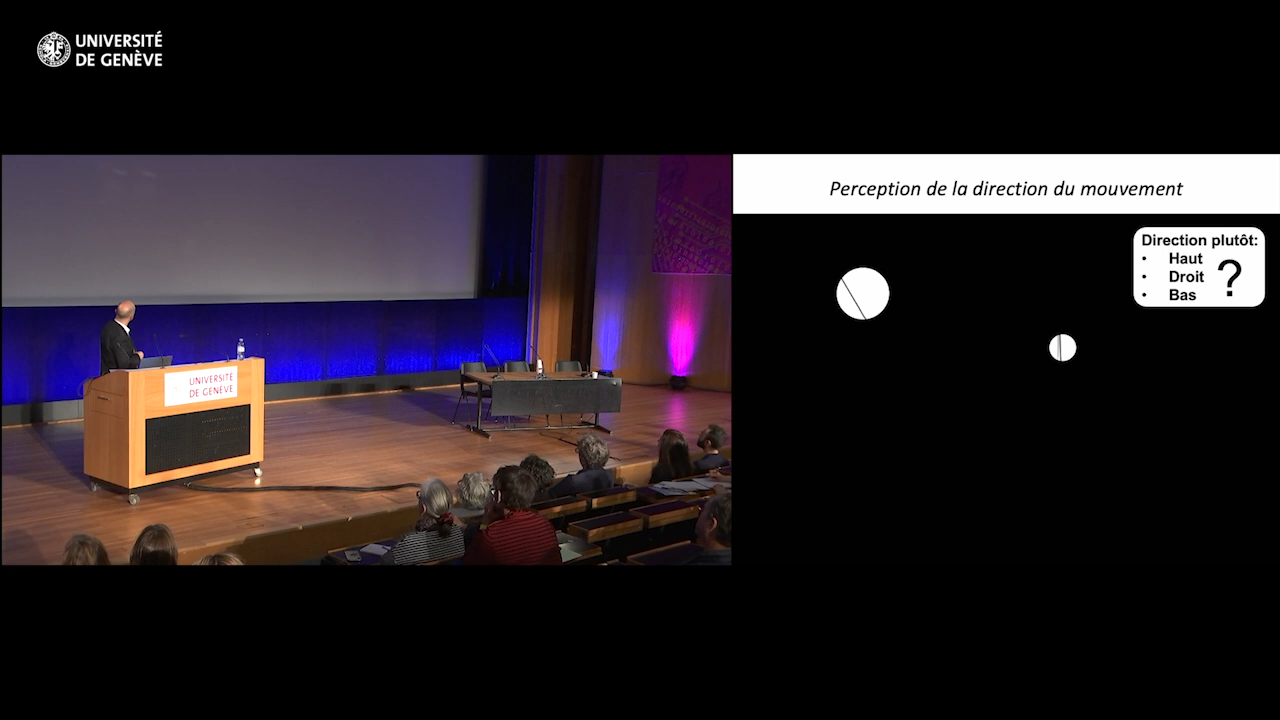 UNIVERSITÉ
DE GENÈVE
UNIVERSITÉ
DE GENÈVE
Perception de la direction du mouvement
Direction plutôt:
• Haut
• Droit
• Bas
?